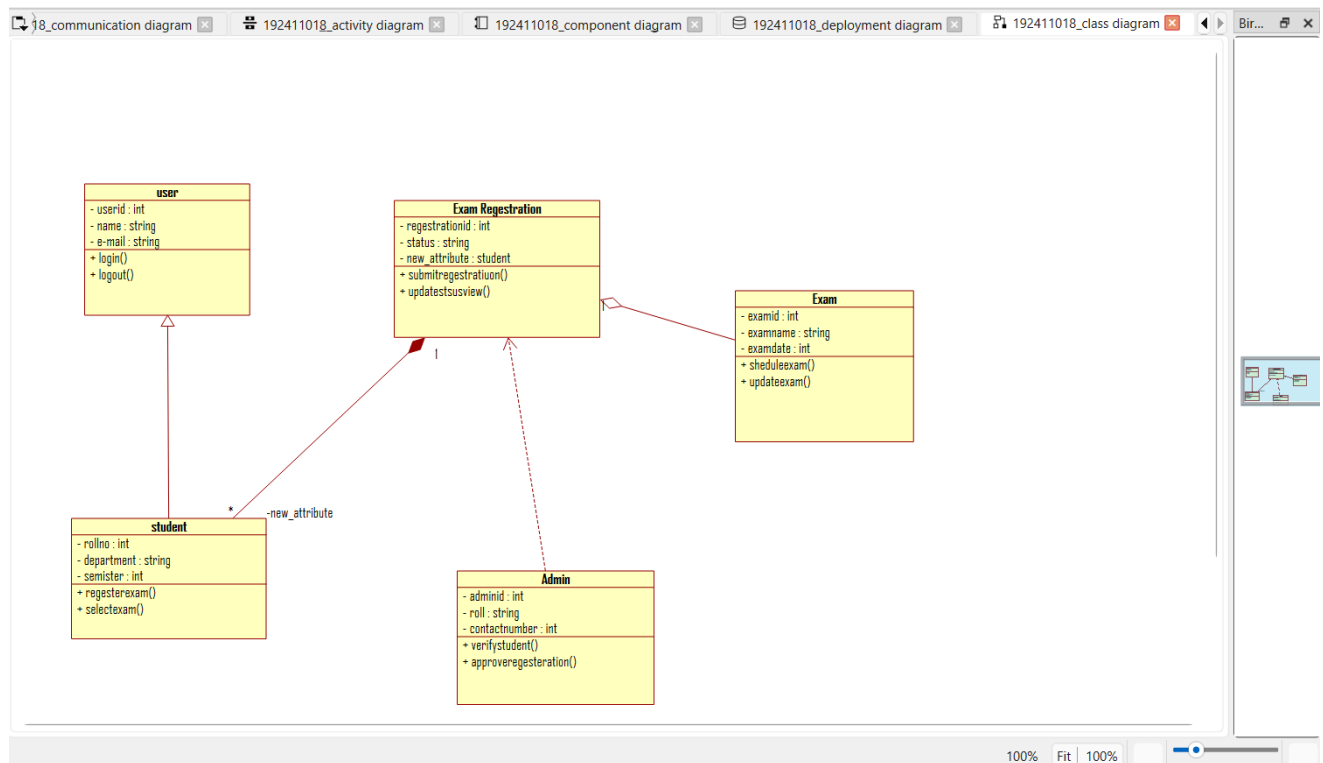 18_communication diagram
192411018_activity diagram
192411018_component diagram
192411018_deployment diagram
192411018_class diagram
Bir...
user
- userid : int
- name : string
- e-mail : string
+ login()
+ logout()
Exam Regestration
- regestrationid : int
- status : string
- new_attribute : student
+ submitregestratiuon()
+ updatestsusview()
1
1
Exam
- examid : int
- examname : string
- examdate : int
+ sheduleexam()
+ updateexam()
*
-new_attribute
student
- rollno : int
- department : string
- semister : int
+ regesterexam()
+ selectexam()
Admin
- adminid : int
- roll : string
- contactnumber : int
+ verifystudent()
+ approveregesteration()
100%
Fit
100%